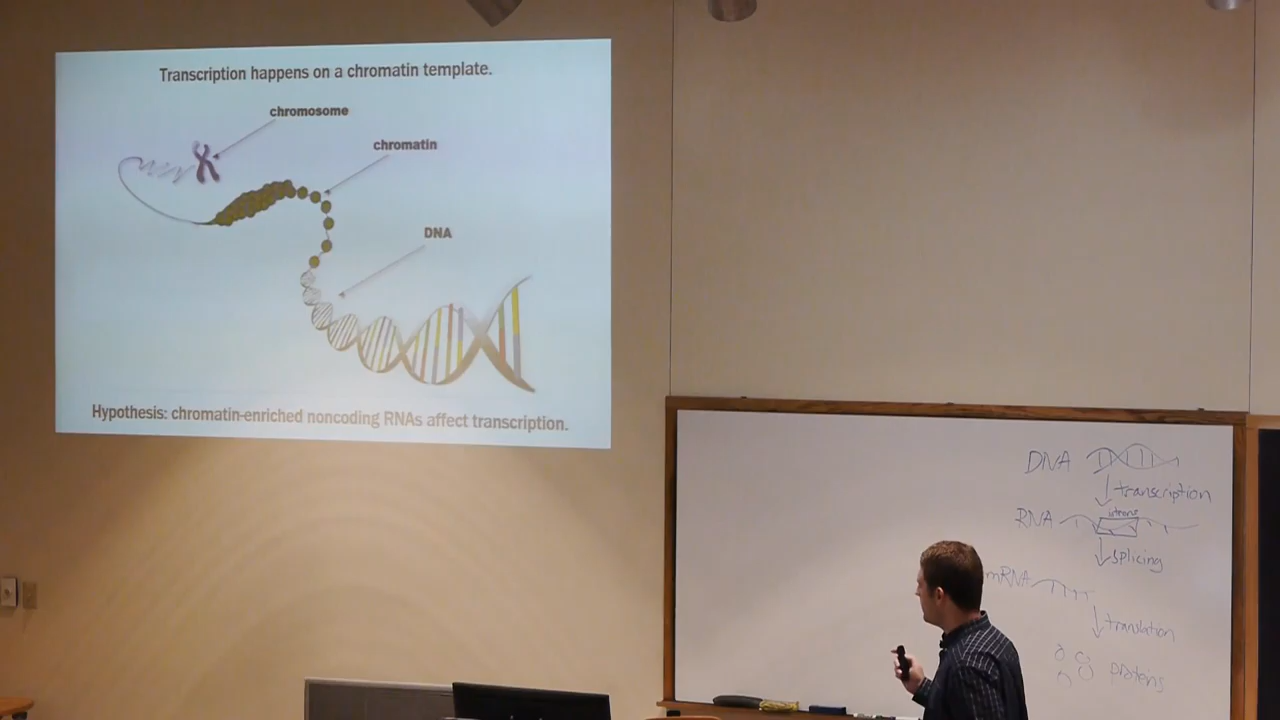 Transcription happens on a chromatin template.
chromosome
chromatin
DNA
Hypothesis: chromatin-enriched noncoding RNAs affect transcription.
DNA
transcription
RNA
introns
splicing
mRNA
translation
proteins